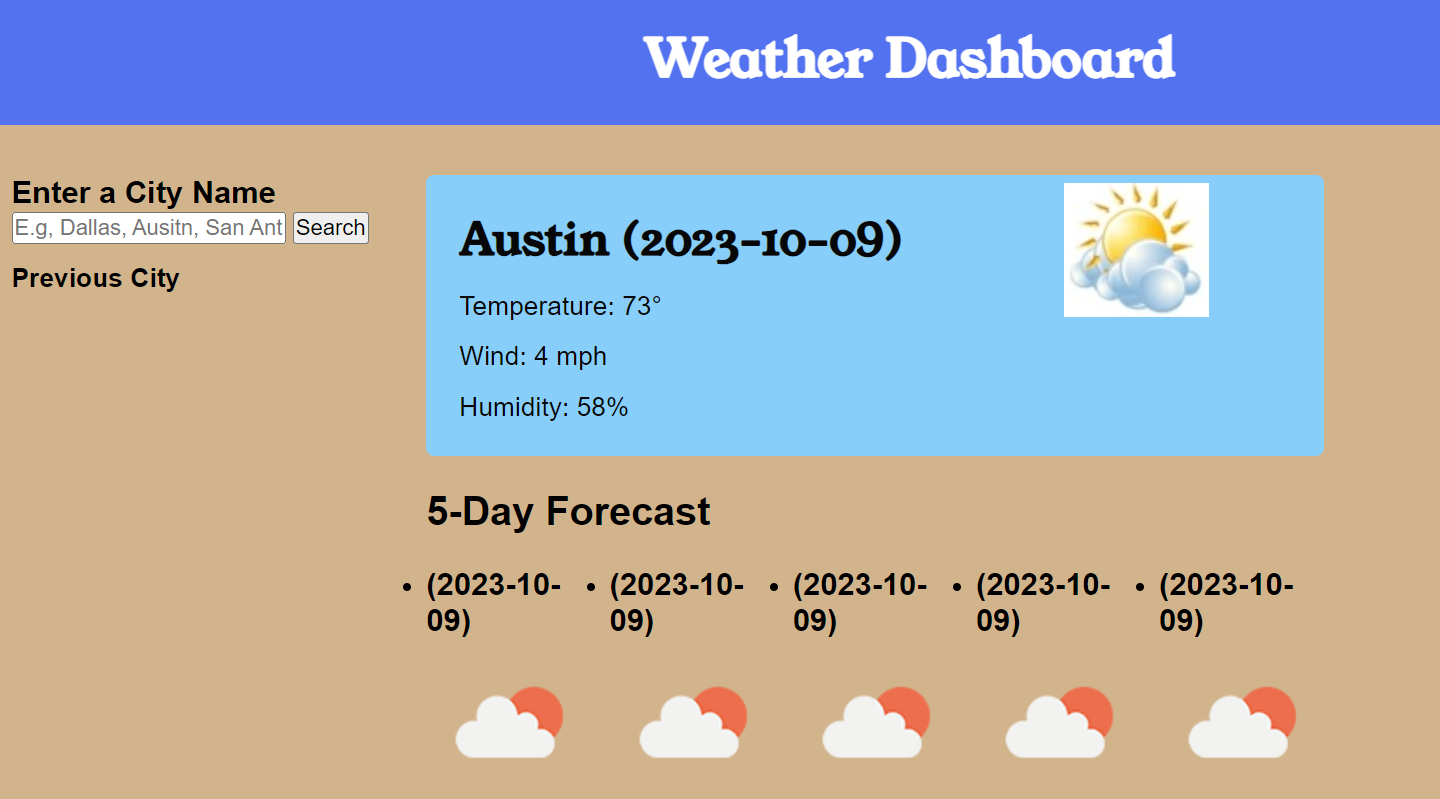 Weather Dashboard
Enter a City Name
E.g, Dallas, Ausitn, San Ant
Search
Previous City
Austin (2023-10-09)
Temperature: 73°
Wind: 4 mph
Humidity: 58%
5-Day Forecast
(2023-10-
09)
(2023-10-
09)
(2023-10-
09)
(2023-10-
09)
(2023-10-
09)